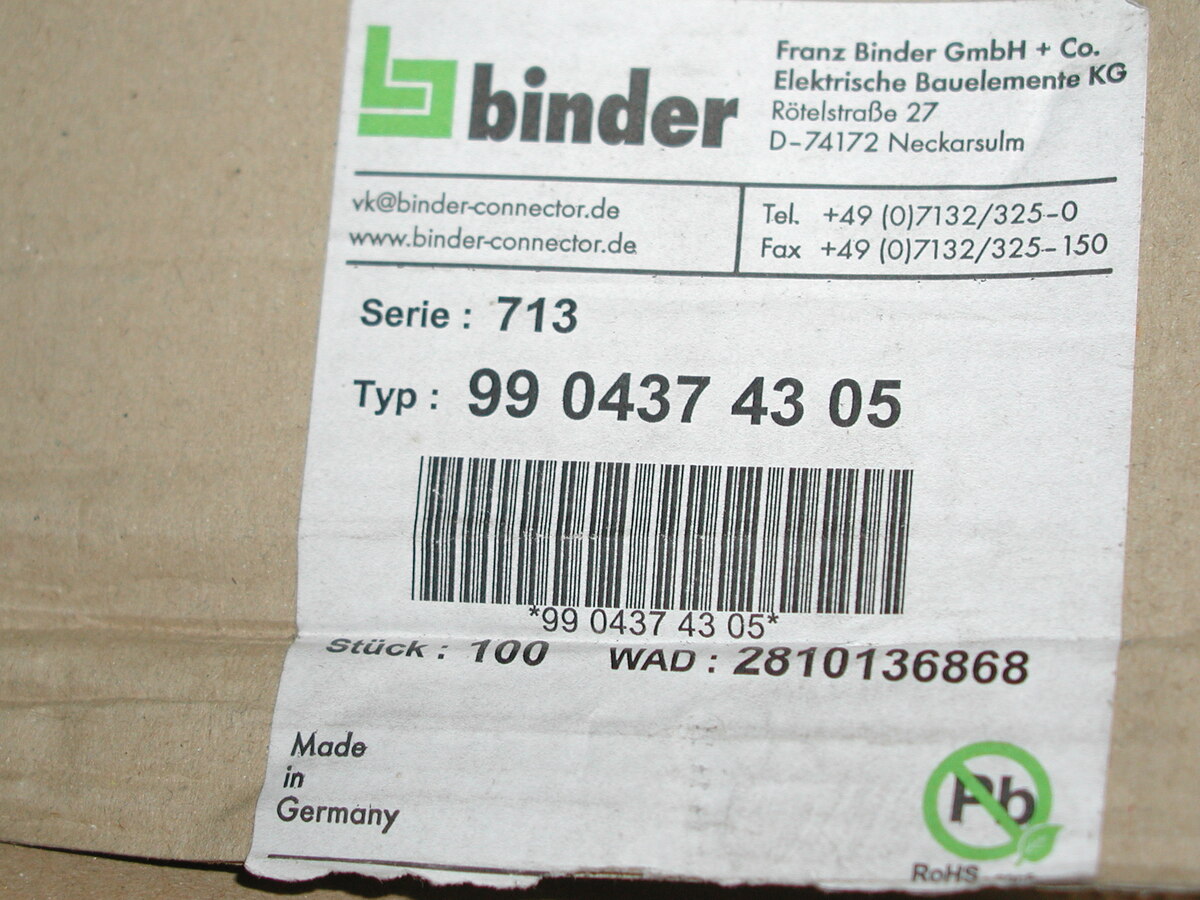 binder
Franz Binder GmbH + Co.
Elektrische Bauelemente KG
Rötelstraße 27
D-74172 Neckarsulm
vk@binder-connector.de
www.binder-connector.de
Tel. +49 (0)7132/325-0
Fax +49 (0)7132/325-150
Serie : 713
Typ : 99 0437 43 05
*99 0437 43 05*
Stück : 100 WAD : 2810136868
Made
in
Germany
Pb
RoHS